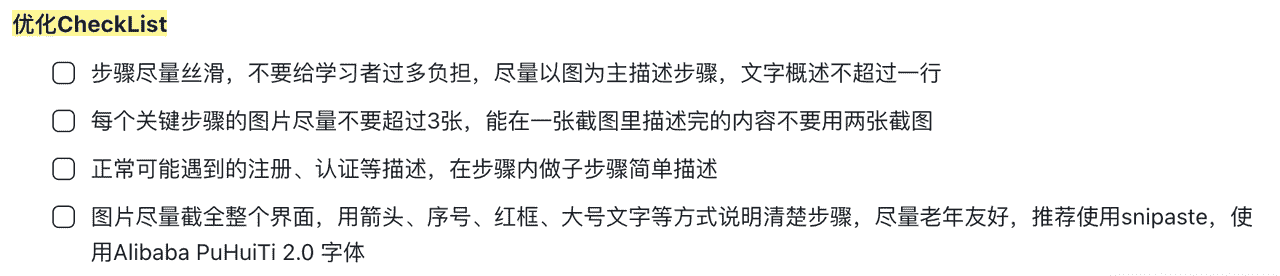 优化CheckList
步骤尽量丝滑，不要给学习者过多负担，尽量以图为主描述步骤，文字概述不超过一行
每个关键步骤的图片尽量不要超过3张，能在一张截图里描述完的内容不要用两张截图
正常可能遇到的注册、认证等描述，在步骤内做子步骤简单描述
图片尽量截全整个界面，用箭头、序号、红框、大号文字等方式说明清楚步骤，尽量老年友好，推荐使用snipaste，使
用Alibaba PuHuiTi 2.0 字体